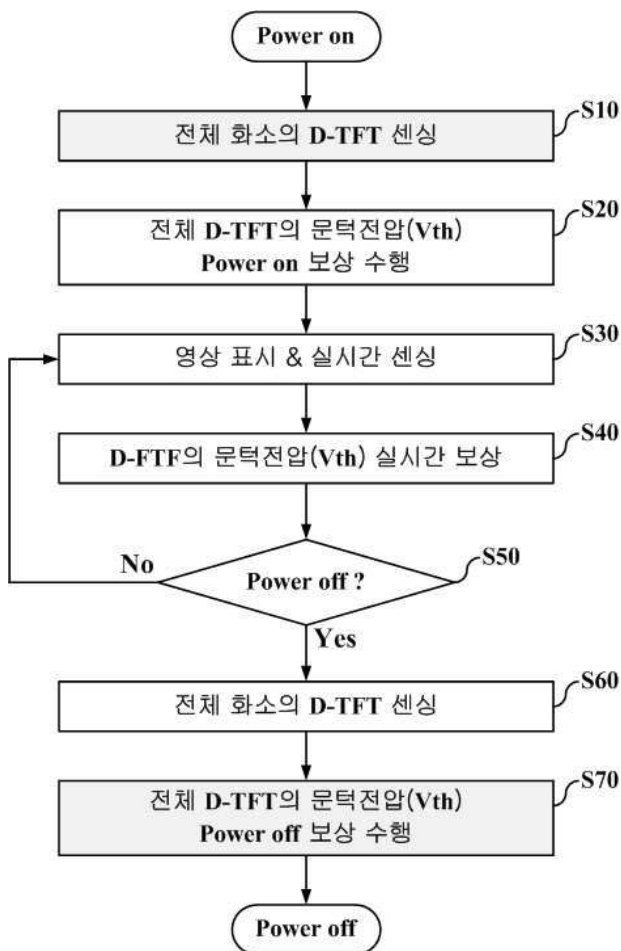 Power on
전체 화소의 D-TFT 센싱
S10
전체 D-TFT의 문턱전압(Vth)
Power on 보상 수행
S20
영상 표시 & 실시간 센싱
S30
D-FTF의 문턱전압(Vth) 실시간 보상
S40
No
Power off ?
S50
Yes
전체 화소의 D-TFT 센싱
S60
전체 D-TFT의 문턱전압(Vth)
Power off 보상 수행
S70
Power off